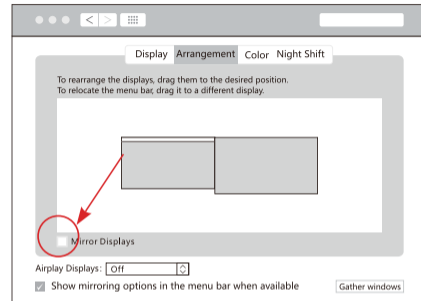 Display Arrangement Color Night Shift
To rearrange the displays, drag them to the desired position.
To relocate the menu bar, drag it to a different display.
Mirror Displays
Airplay Displays: Off
Show mirroring options in the menu bar when available
Gather windows